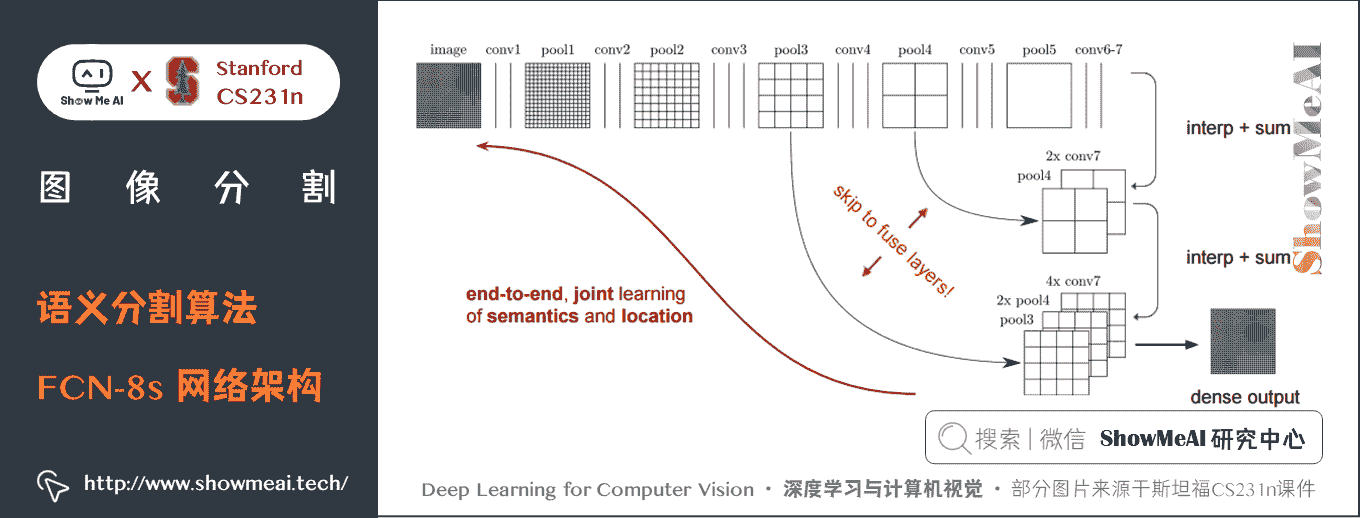 Show Me AI
X
Stanford
CS231n
图像分割
语义分割算法
FCN-8s 网络架构
http://www.showmeai.tech/
image conv1 pool1 conv2 pool2 conv3 pool3 conv4 pool4 conv5 pool5 conv6-7
interp + sum
2x conv7
pool4
skip to fuse layers!
interp + sum
4x conv7
2x pool4
pool3
end-to-end, joint learning
of semantics and location
dense output
ShowMeAI
搜索 | 微信 ShowMeAI 研究中心
Deep Learning for Computer Vision · 深度学习与计算机视觉 · 部分图片来源于斯坦福CS231n课件